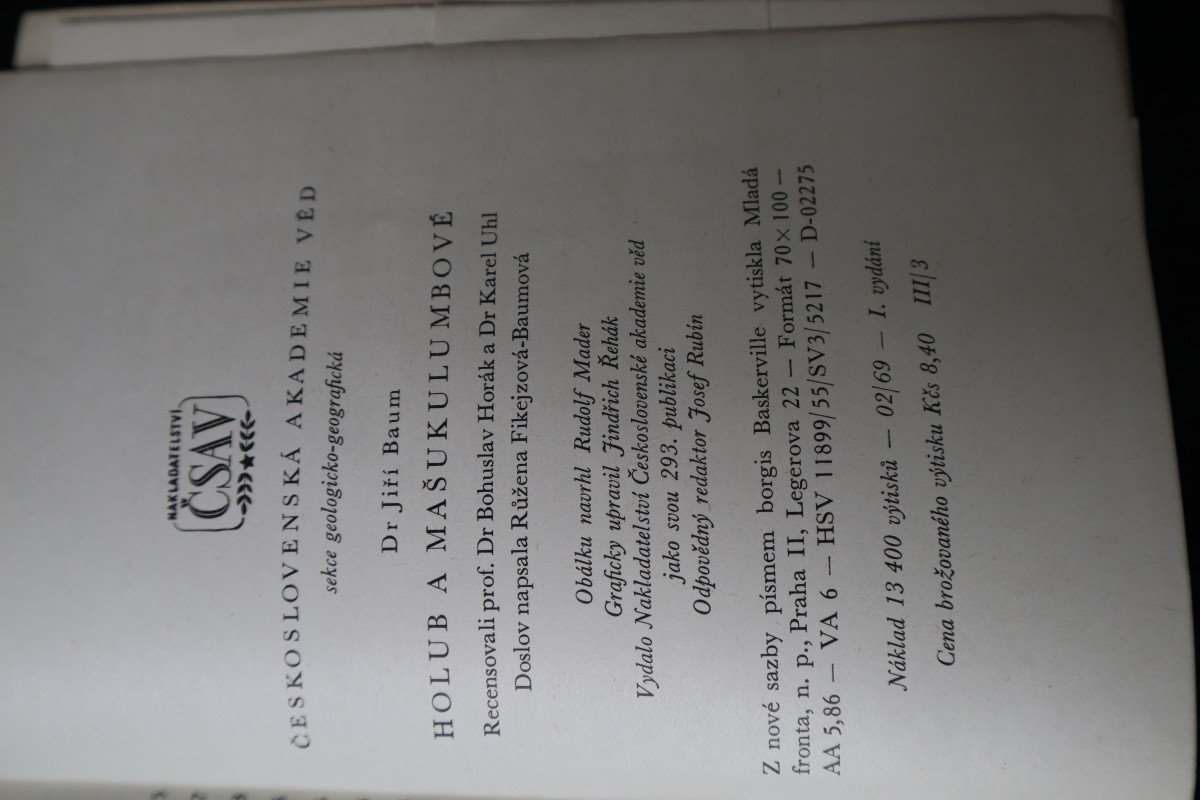 NAKLADATELSTVÍ
ČSAV
ČESKOSLOVENSKÁ AKADEMIE VĚD
sekce geologicko-geografická
Dr Jiří Baum
HOLUB A MAŠUKULUMBOVÉ
Recensovali prof. Dr Bohuslav Horák a Dr Karel Uhl
Doslov napsala Růžena Fikejzová-Baumová
Obálku navrhl Rudolf Mader
Graficky upravil Jindřich Řehák
Vydalo Nakladatelství Československé akademie věd
jako svou 293. publikaci
Odpovědný redaktor Josef Rubín
Z nové sazby písmem borgis Baskerville vytiskla Mladá
fronta, n. p., Praha II, Legerova 22 — Formát 70 × 100 —
AA 5,86 — VA 6 — HSV 11899/55/SV3/5217 — D-02275
Náklad 13 400 výtisků — 02/69 — I. vydání
Cena brožovaného výtisku Kčs 8,40 III/3